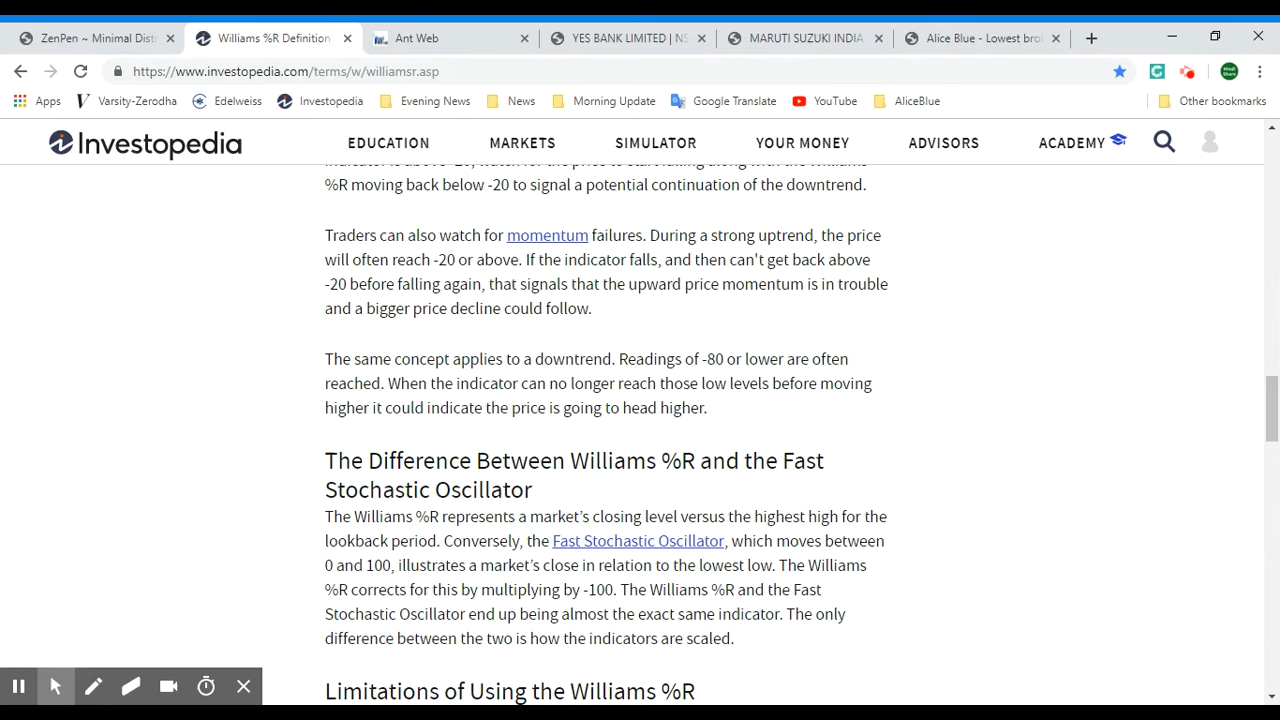 ZenPen ~ Minimal Dist
Williams %R Definition
Ant Web
YES BANK LIMITED | NS
MARUTI SUZUKI INDIA
Alice Blue - Lowest bro
https://www.investopedia.com/terms/w/williamsr.asp
Apps
Varsity-Zerodha
Edelweiss
Investopedia
Evening News
News
Morning Update
Google Translate
YouTube
AliceBlue
Other bookmarks
Investopedia
EDUCATION
MARKETS
SIMULATOR
YOUR MONEY
ADVISORS
ACADEMY
%R moving back below -20 to signal a potential continuation of the downtrend.
Traders can also watch for momentum failures. During a strong uptrend, the price
will often reach -20 or above. If the indicator falls, and then can't get back above
-20 before falling again, that signals that the upward price momentum is in trouble
and a bigger price decline could follow.
The same concept applies to a downtrend. Readings of -80 or lower are often
reached. When the indicator can no longer reach those low levels before moving
higher it could indicate the price is going to head higher.
The Difference Between Williams %R and the Fast
Stochastic Oscillator
The Williams %R represents a market’s closing level versus the highest high for the
lookback period. Conversely, the Fast Stochastic Oscillator, which moves between
0 and 100, illustrates a market’s close in relation to the lowest low. The Williams
%R corrects for this by multiplying by -100. The Williams %R and the Fast
Stochastic Oscillator end up being almost the exact same indicator. The only
difference between the two is how the indicators are scaled.
Limitations of Using the Williams %R